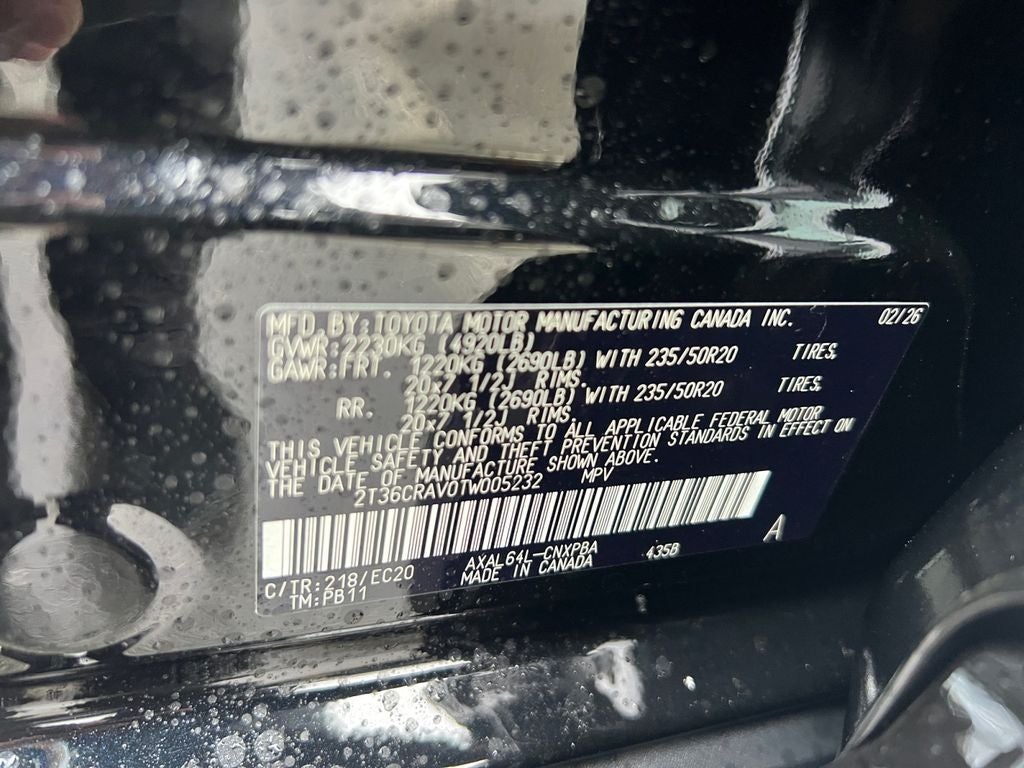 MFD. BY: TOYOTA MOTOR MANUFACTURING CANADA INC. 02/26
GVWR: 2230KG (4920LB)
GAWR: FRT. 1220KG (2690LB) WITH 235/50R20 TIRES,
20x7 1/2J RIMS.
RR. 1220KG (2690LB) WITH 235/50R20 TIRES,
20x7 1/2J RIMS.
THIS VEHICLE CONFORMS TO ALL APPLICABLE FEDERAL MOTOR
VEHICLE SAFETY AND THEFT PREVENTION STANDARDS IN EFFECT ON
THE DATE OF MANUFACTURE SHOWN ABOVE.
2T36CRAV0TW005232 MPV
A
C/TR: 218/EC20 AXAL64L-CNXPBA 435B
TM: PB11 MADE IN CANADA